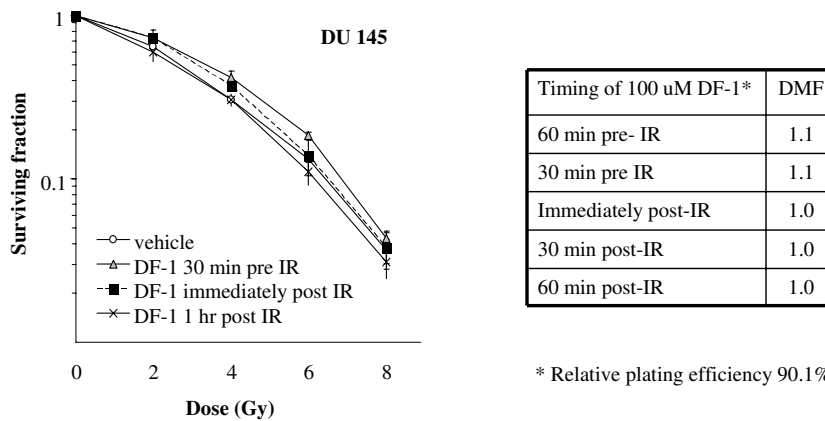 1
DU 145
0.1
Surviving fraction
vehicle
DF-1 30 min pre IR
DF-1 immediately post IR
DF-1 1 hr post IR
0 2 4 6 8
Dose (Gy)
Timing of 100 uM DF-1* DMF
60 min pre- IR 1.1
30 min pre IR 1.1
Immediately post-IR 1.0
30 min post-IR 1.0
60 min post-IR 1.0
* Relative plating efficiency 90.1%